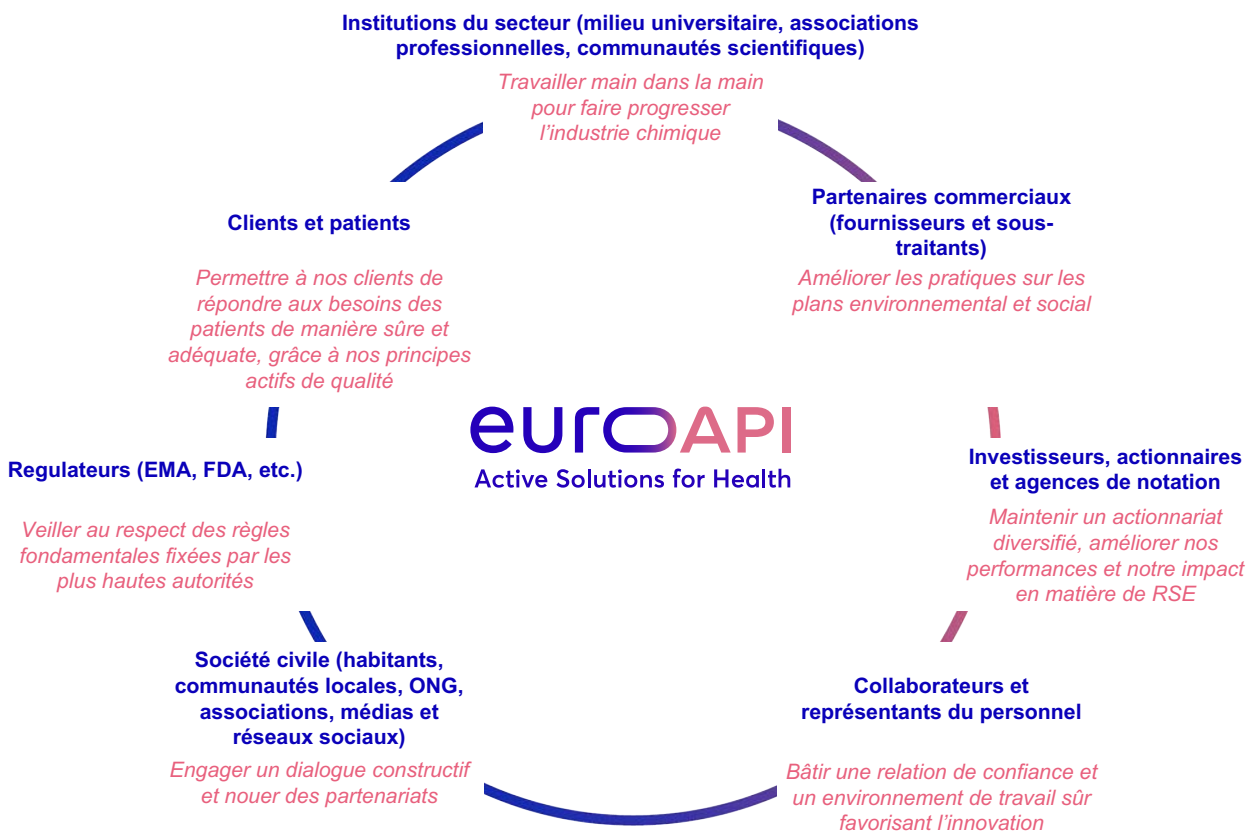 Institutions du secteur (milieu universitaire, associations
professionnelles, communautés scientifiques)
Travailler main dans la main
pour faire progresser
l'industrie chimique
Clients et patients
Permettre à nos clients de
répondre aux besoins des
patients de manière sûre et
adéquate, grâce à nos principes
actifs de qualité
Partenaires commerciaux
(fournisseurs et sous-
traitants)
Améliorer les pratiques sur les
plans environnemental et social
euroAPI
Active Solutions for Health
Regulateurs (EMA, FDA, etc.)
Veiller au respect des règles
fondamentales fixées par les
plus hautes autorités
Investisseurs, actionnaires
et agences de notation
Maintenir un actionnariat
diversifié, améliorer nos
performances et notre impact
en matière de RSE
Société civile (habitants,
communautés locales, ONG,
associations, médias et
réseaux sociaux)
Engager un dialogue constructif
et nouer des partenariats
Collaborateurs et
représentants du personnel
Bâtir une relation de confiance et
un environnement de travail sûr
favorisant l'innovation